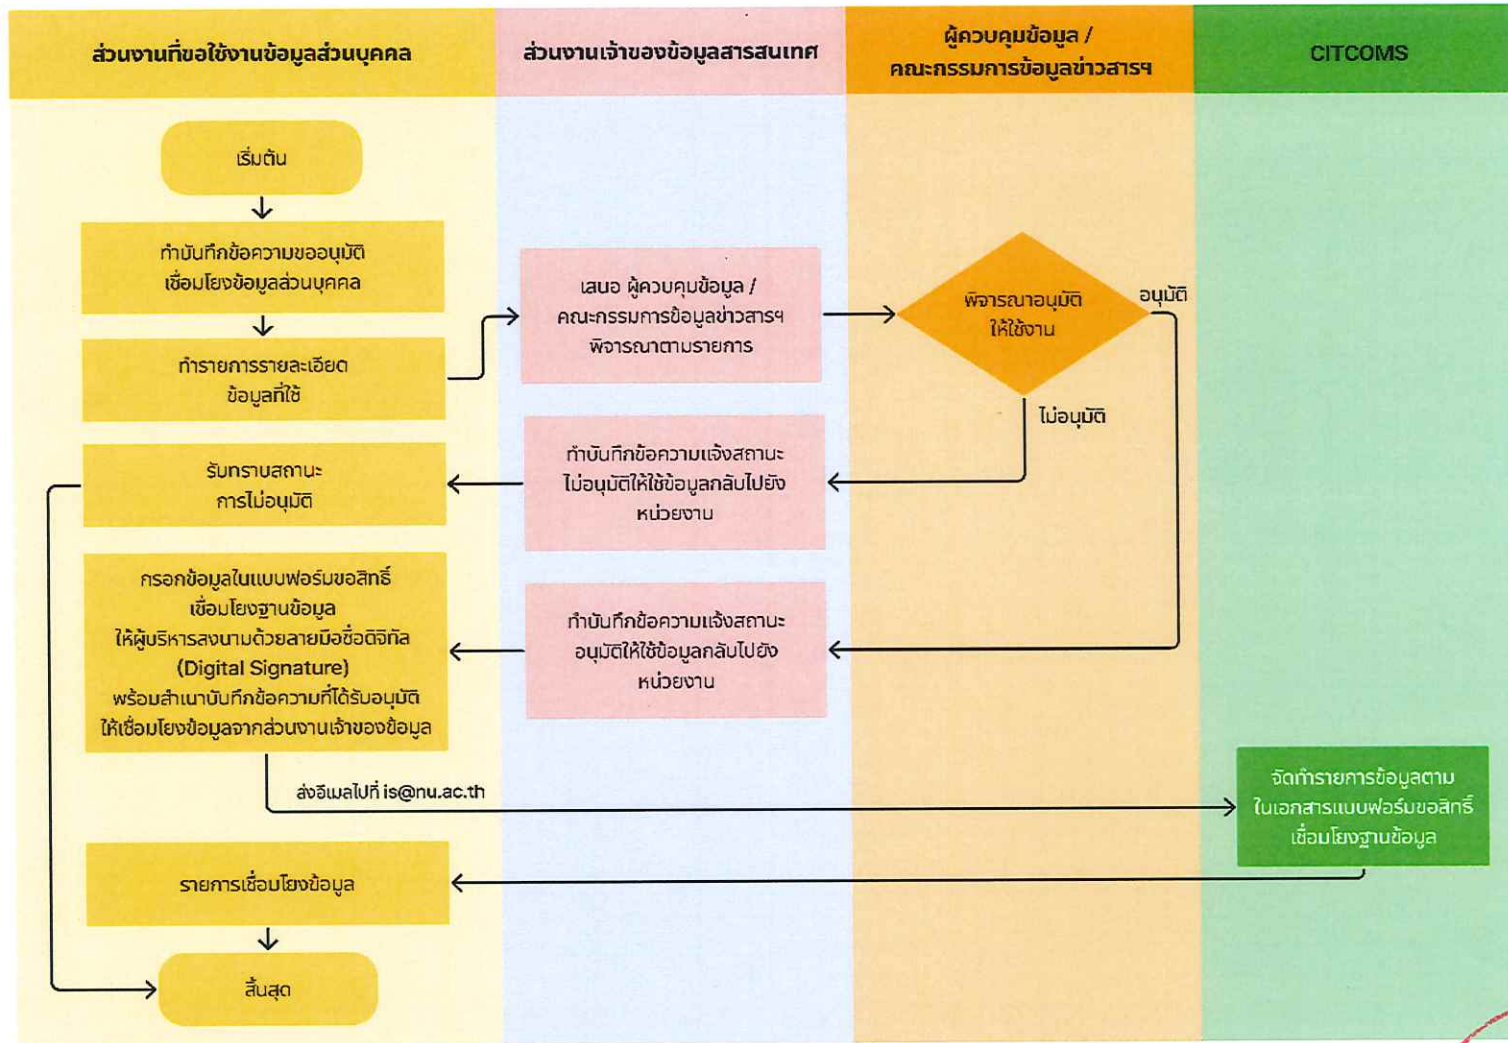 ส่วนงานที่ขอใช้งานข้อมูลส่วนบุคคล
ส่วนงานเจ้าของข้อมูลสารสนเทศ
ผู้ควบคุมข้อมูล /
คณะกรรมการข้อมูลข่าวสารฯ
CITCOMS
เริ่มต้น
ทำบันทึกข้อความขออนุมัติ
เชื่อมโยงข้อมูลส่วนบุคคล
ทำรายการรายละเอียด
ข้อมูลที่ใช้
เสนอ ผู้ควบคุมข้อมูล /
คณะกรรมการข้อมูลข่าวสารฯ
พิจารณาตามรายการ
พิจารณาอนุมัติ
ให้ใช้งาน
อนุมัติ
ไม่อนุมัติ
ทำบันทึกข้อความแจ้งสถานะ
ไม่อนุมัติให้ใช้ข้อมูลกลับไปยัง
หน่วยงาน
รับทราบสถานะ
การไม่อนุมัติ
ทำบันทึกข้อความแจ้งสถานะ
อนุมัติให้ใช้ข้อมูลกลับไปยัง
หน่วยงาน
กรอกข้อมูลในแบบฟอร์มขอสิทธิ์
เชื่อมโยงฐานข้อมูล
ให้ผู้บริหารลงนามด้วยลายมือชื่อดิจิทัล
(Digital Signature)
พร้อมสำเนาบันทึกข้อความที่ได้รับอนุมัติ
ให้เชื่อมโยงข้อมูลจากส่วนงานเจ้าของข้อมูล
ส่งอีเมลไปที่ is@nu.ac.th
จัดทำรายการข้อมูลตาม
ในเอกสารแบบฟอร์มขอสิทธิ์
เชื่อมโยงฐานข้อมูล
รายการเชื่อมโยงข้อมูล
สิ้นสุด